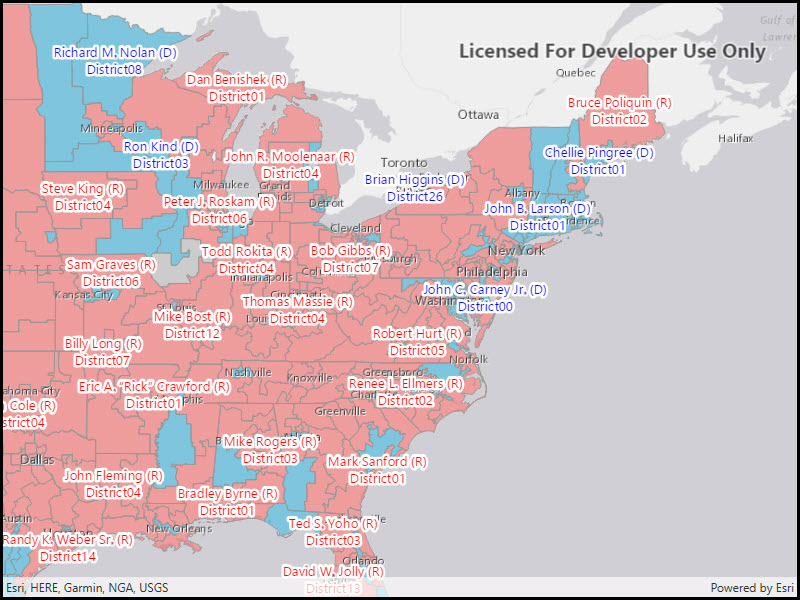 Gulf of
Lawren
Licensed For Developer Use Only
Quebec
Richard M. Nolan (D)
District08
Dan Benishek (R)
District01
Bruce Poliquin (R)
District02
Ottawa
Minneapolis
Halifax
Ron Kind (D)
District03
John R. Moolenaar (R)
District04
Toronto
Chellie Pingree (D)
District01
Brian Higgins (D)
District26
Steve King (R)
District04
Milwaukee
Grand
Albany
Peter J. Roskam (R)
District06
Detroit
John B. Larson (D)
District01
Cleveland
New York
Todd Rokita (R)
District04
Bob Gibbs (R)
District07
Sam Graves (R)
District06
Philadelphia
Indianapolis
Kansas City
John C. Carney Jr. (D)
District00
Thomas Massie (R)
District04
Mike Bost (R)
District12
Robert Hurt (R)
District05
Billy Long (R)
District07
Norfolk
Nashville
Knoxville
Greensboro
Eric A. “Rick” Crawford (R)
District01
Renee L. Ellmers (R)
District02
ahoma City
Cole (R)
strict04
Greenville
Mike Rogers (R)
District03
Dallas
Mark Sanford (R)
District01
John Fleming (R)
District04
Bradley Byrne (R)
District01
Austin
New Orleans
Ted S. Yoho (R)
District03
Randy K. Weber Sr. (R)
District14
Orlando
David W. Jolly (R)
District13
Esri, HERE, Garmin, NGA, USGS
Powered by Esri